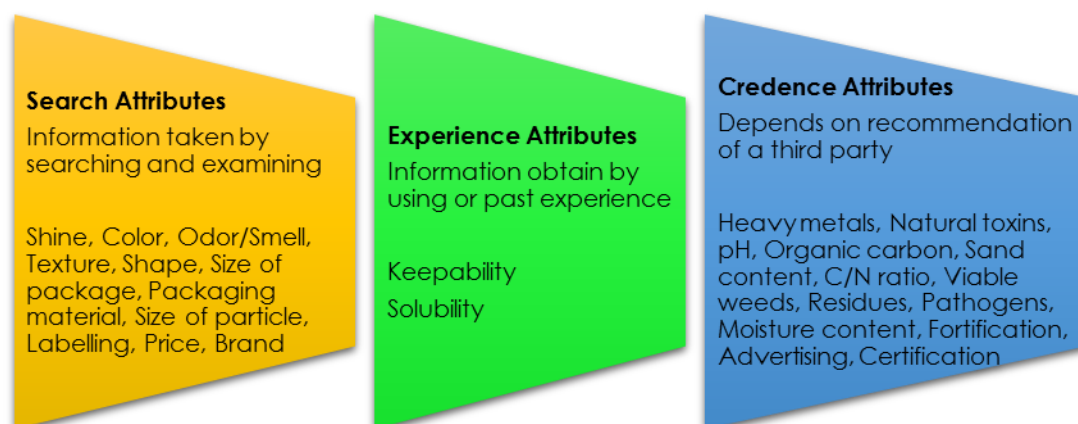 Search Attributes
Information taken by
searching and examining
Shine, Color, Odor/Smell,
Texture, Shape, Size of
package, Packaging
material, Size of particle,
Labelling, Price, Brand
Experience Attributes
Information obtain by
using or past experience
Keepability
Solubility
Credence Attributes
Depends on recommendation
of a third party
Heavy metals, Natural toxins,
pH, Organic carbon, Sand
content, C/N ratio, Viable
weeds, Residues, Pathogens,
Moisture content, Fortification,
Advertising, Certification